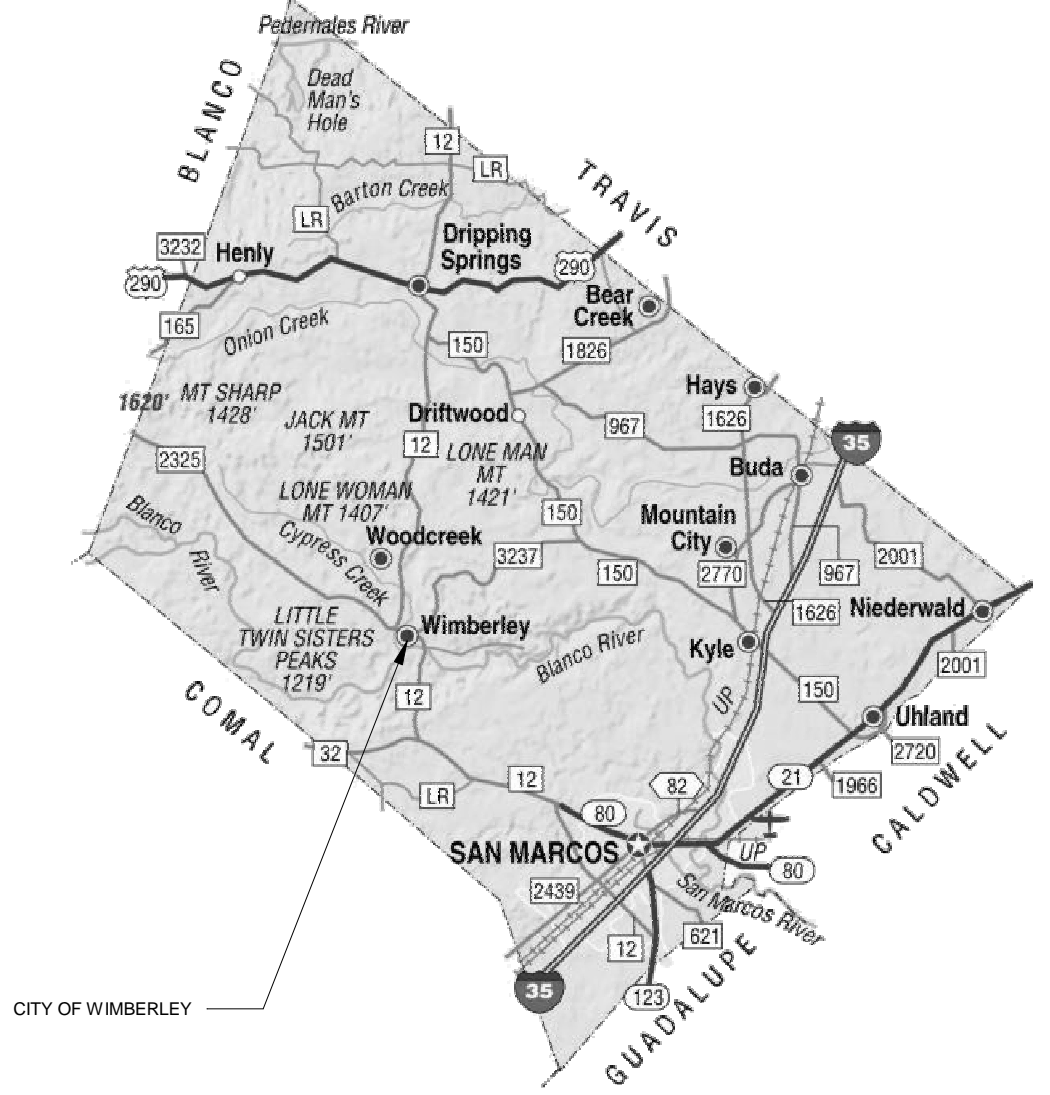 Pedernales River
BLANCO
Dead
Man's
Hole
12
LR
TRAVIS
Barton Creek
LR
3232
Henly
Dripping
Springs
290
290
Bear
Creek
165
Onion Creek
150
1826
1620'
MT SHARP
1428'
JACK MT
1501'
Driftwood
Hays
1626
967
12
LONE MAN
MT
1421'
35
2325
Buda
LONE WOMAN
MT 1407'
150
Mountain
City
Blanco
River
Cypress Creek
Woodcreek
3237
150
2770
967
2001
1626
Niederwald
LITTLE
TWIN SISTERS
PEAKS
1219'
Wimberley
Blanco River
Kyle
2001
COMAL
12
UP
150
Uhland
2720
32
12
82
21
1966
CALDWELL
LR
80
SAN MARCOS
UP
80
2439
San Marcos River
12
621
35
123
GUADALUPE
CITY OF WIMBERLEY